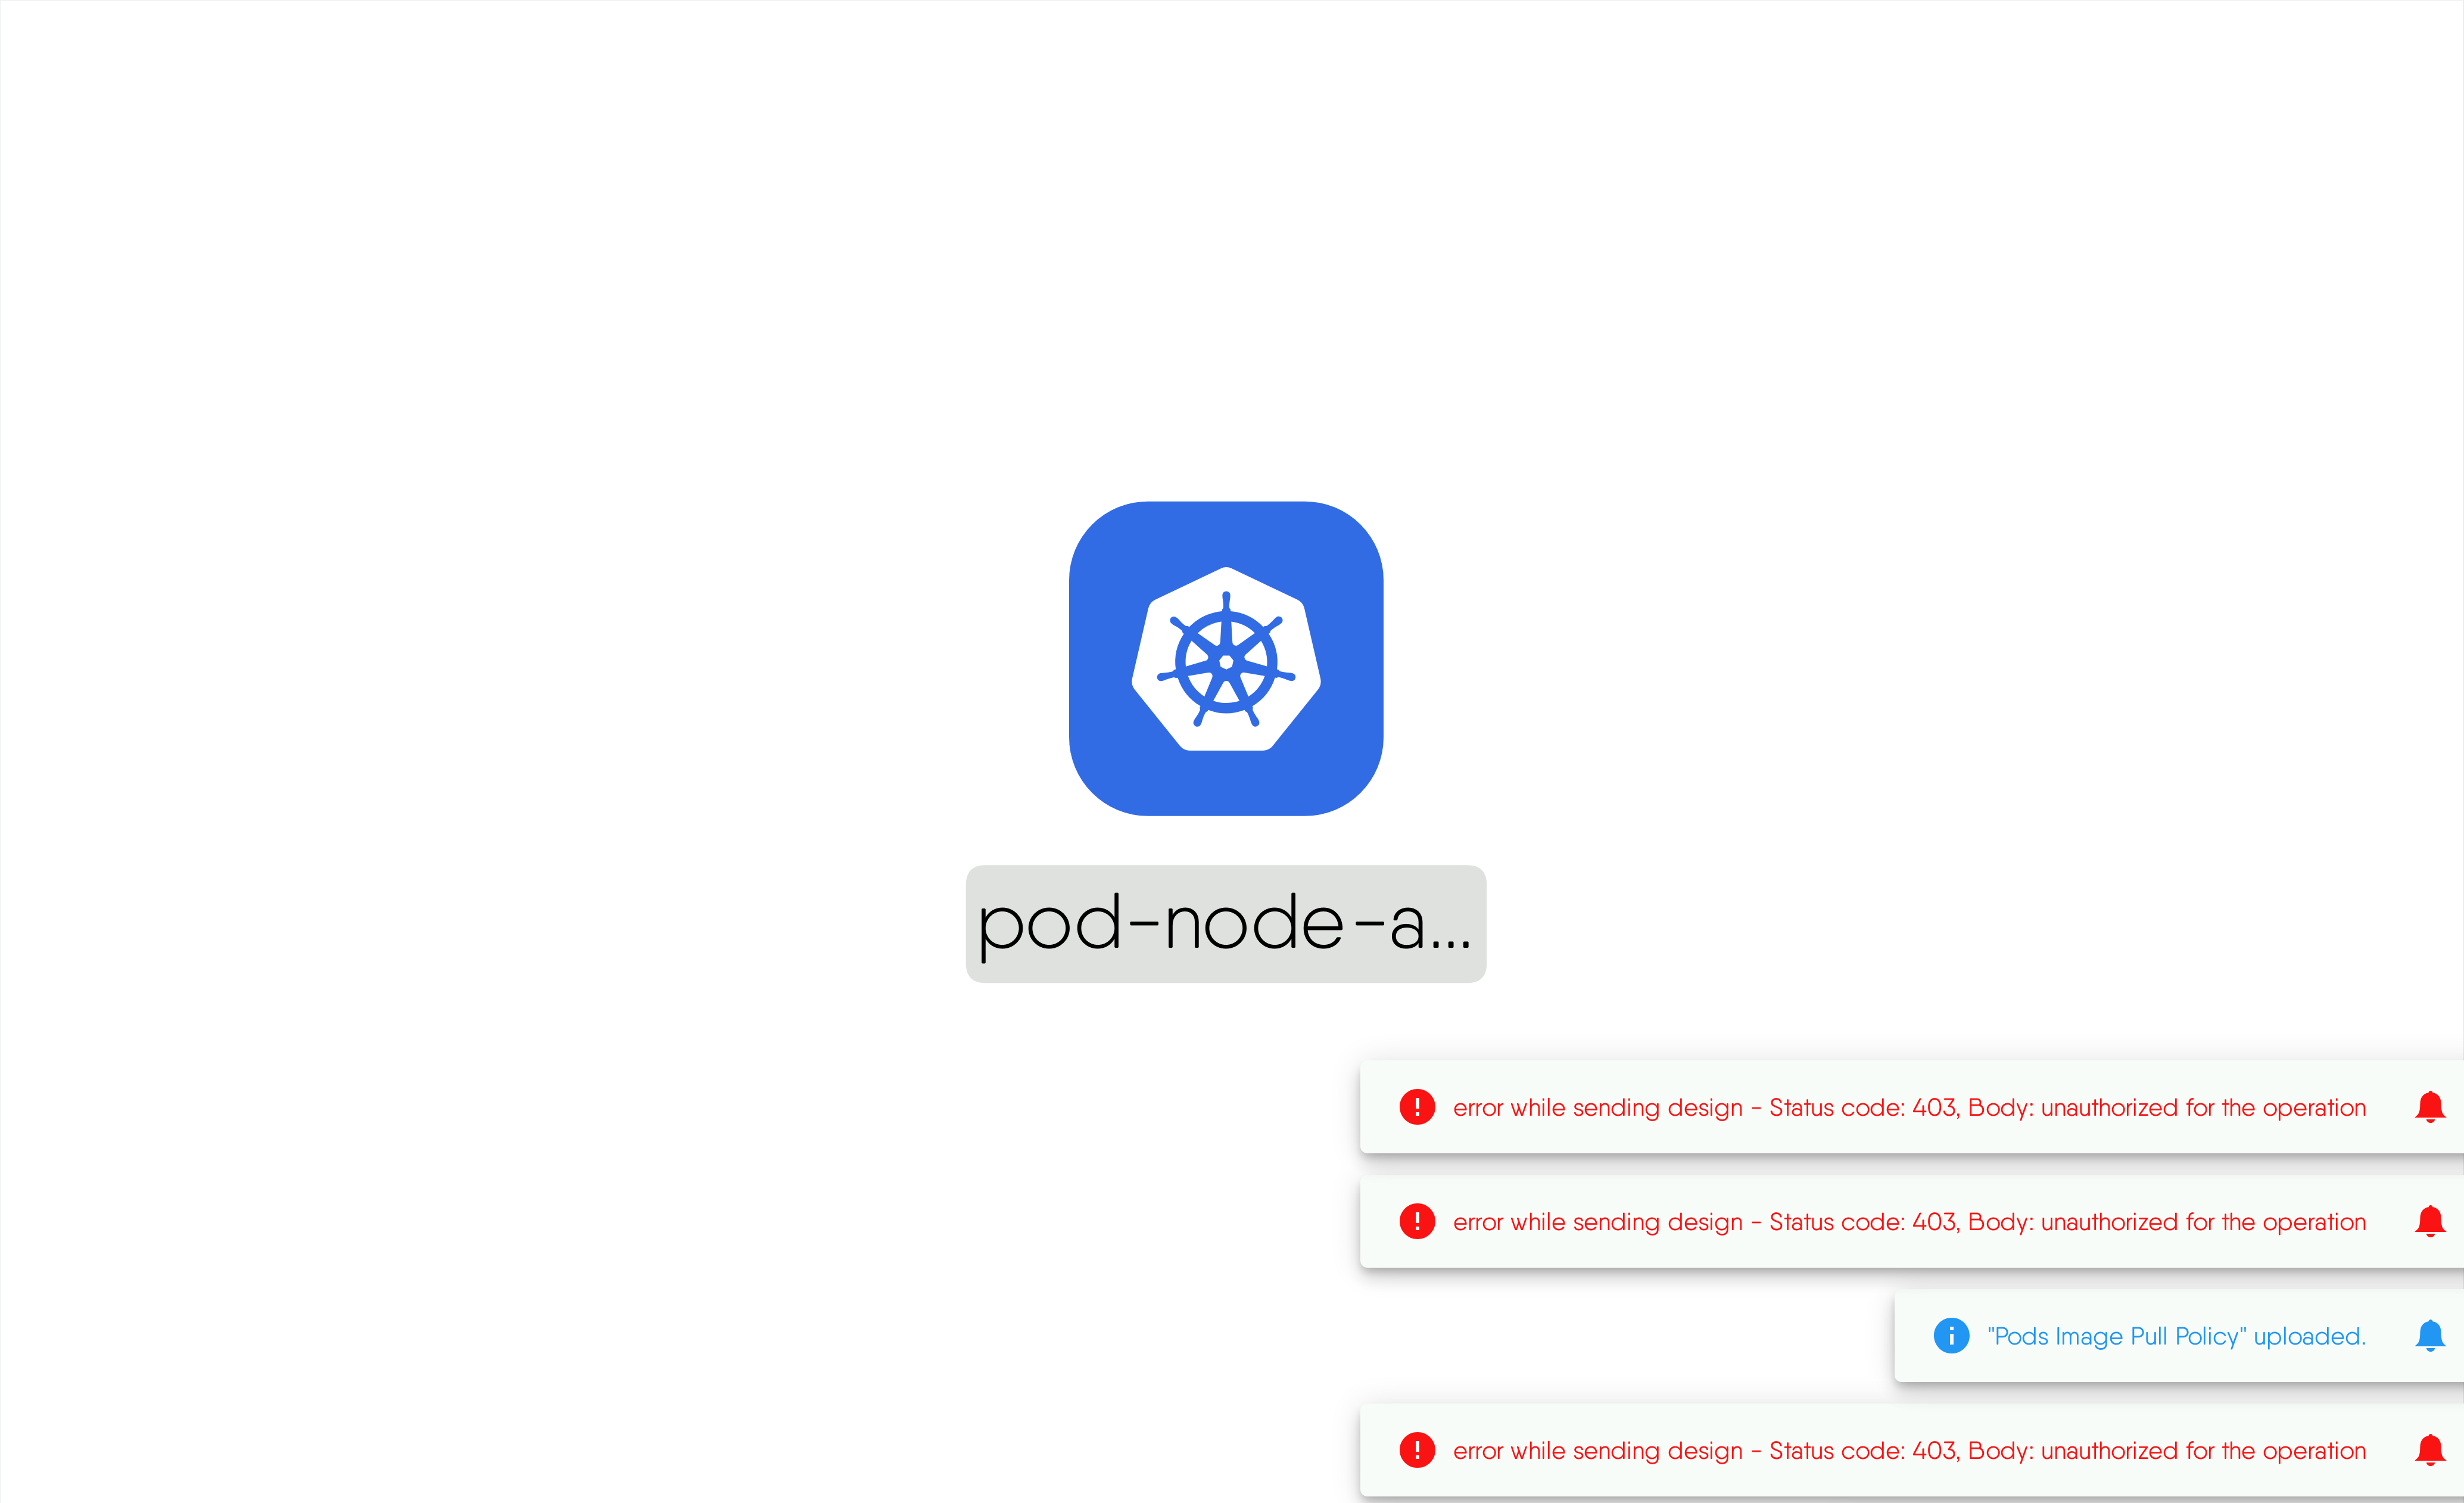 pod-node-a...
error while sending design - Status code: 403, Body: unauthorized for the operation
error while sending design - Status code: 403, Body: unauthorized for the operation
"Pods Image Pull Policy" uploaded.
error while sending design - Status code: 403, Body: unauthorized for the operation